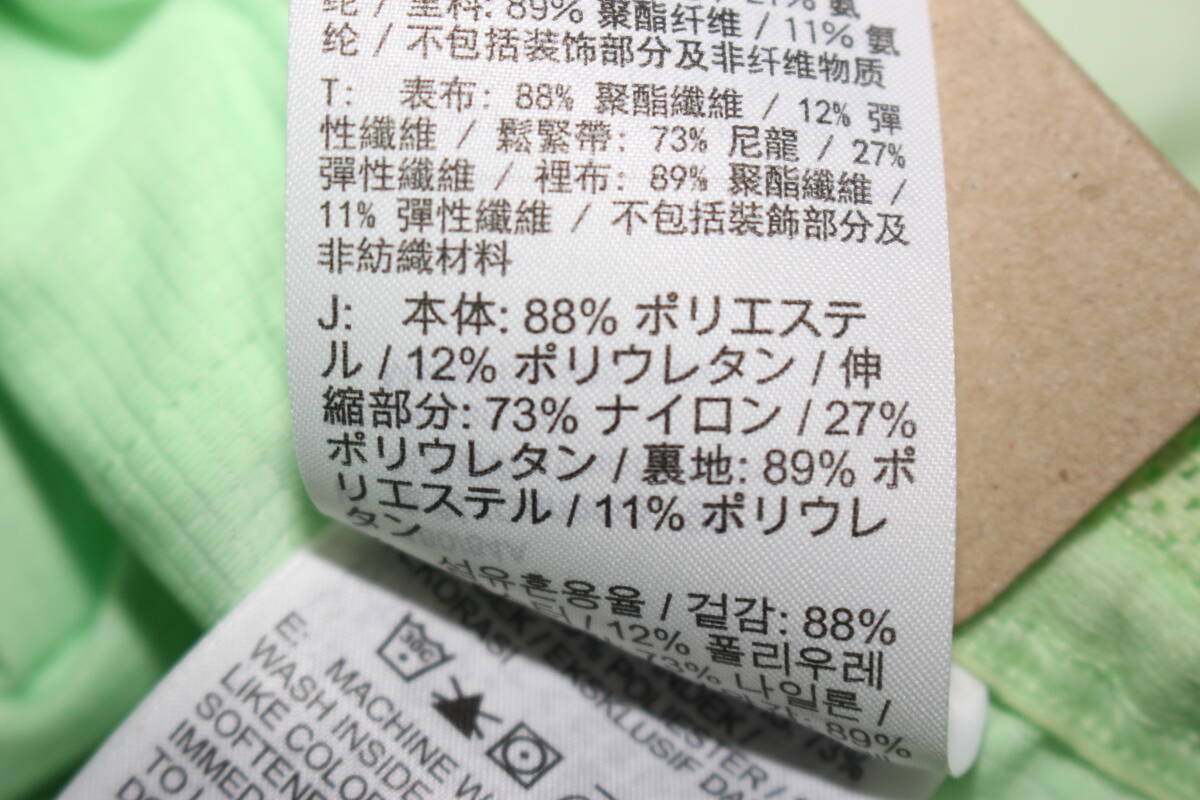 27% 氨
纶 / 里料: 89% 聚酯纤维 / 11% 氨
纶 / 不包括装饰部分及非纤维物质
T: 表布: 88% 聚酯纖維 / 12% 彈
性纖維 / 鬆緊帶: 73% 尼龍 / 27%
彈性纖維 / 裡布: 89% 聚酯纖維 /
11% 彈性纖維 / 不包括裝飾部分及
非紡織材料
J: 本体: 88% ポリエステ
ル / 12% ポリウレタン / 伸
縮部分: 73% ナイロン / 27%
ポリウレタン / 裏地: 89% ポ
リエステル / 11% ポリウレ
タン
섬유혼용율 / 겉감: 88%
/ 12% 폴리우레
73% 나일론 /
89%
E: MACHINE W
WASH INSIDE
LIKE COLO
SOFTEN
IMMED
TO